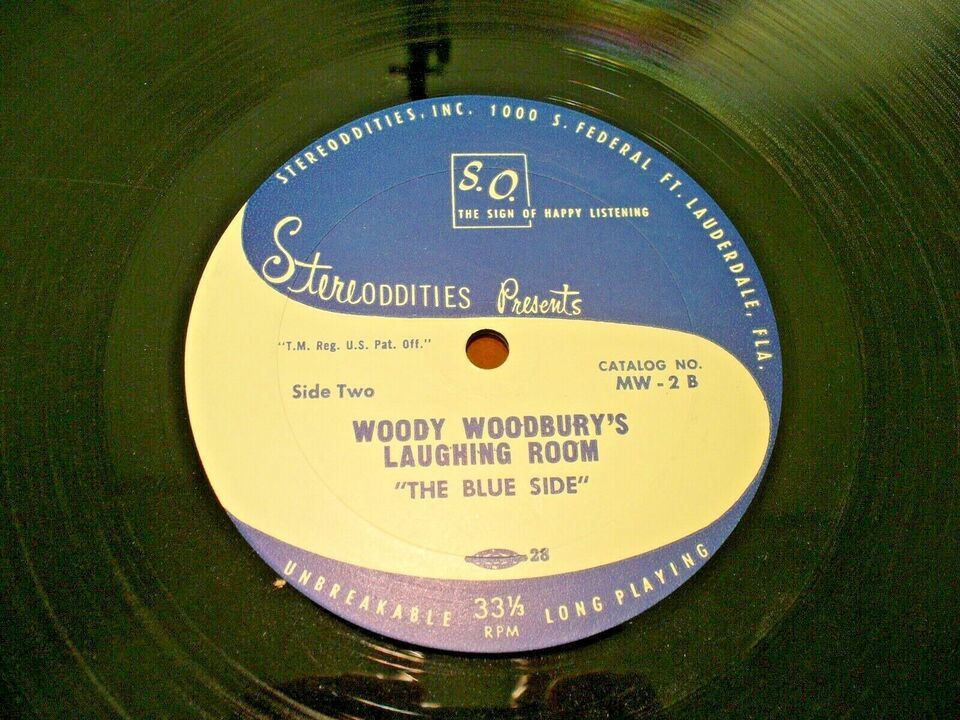 STEREODDITIES, INC. 1000 S. FEDERAL FT. LAUDERDALE, FLA.
S.O.
THE SIGN OF HAPPY LISTENING
StereODDITIES Presents
"T.M. Reg. U.S. Pat. Off."
CATALOG NO.
Side Two
MW - 2 B
WOODY WOODBURY'S
LAUGHING ROOM
"THE BLUE SIDE"
28
UNBREAKABLE 33⅓ LONG PLAYING
RPM